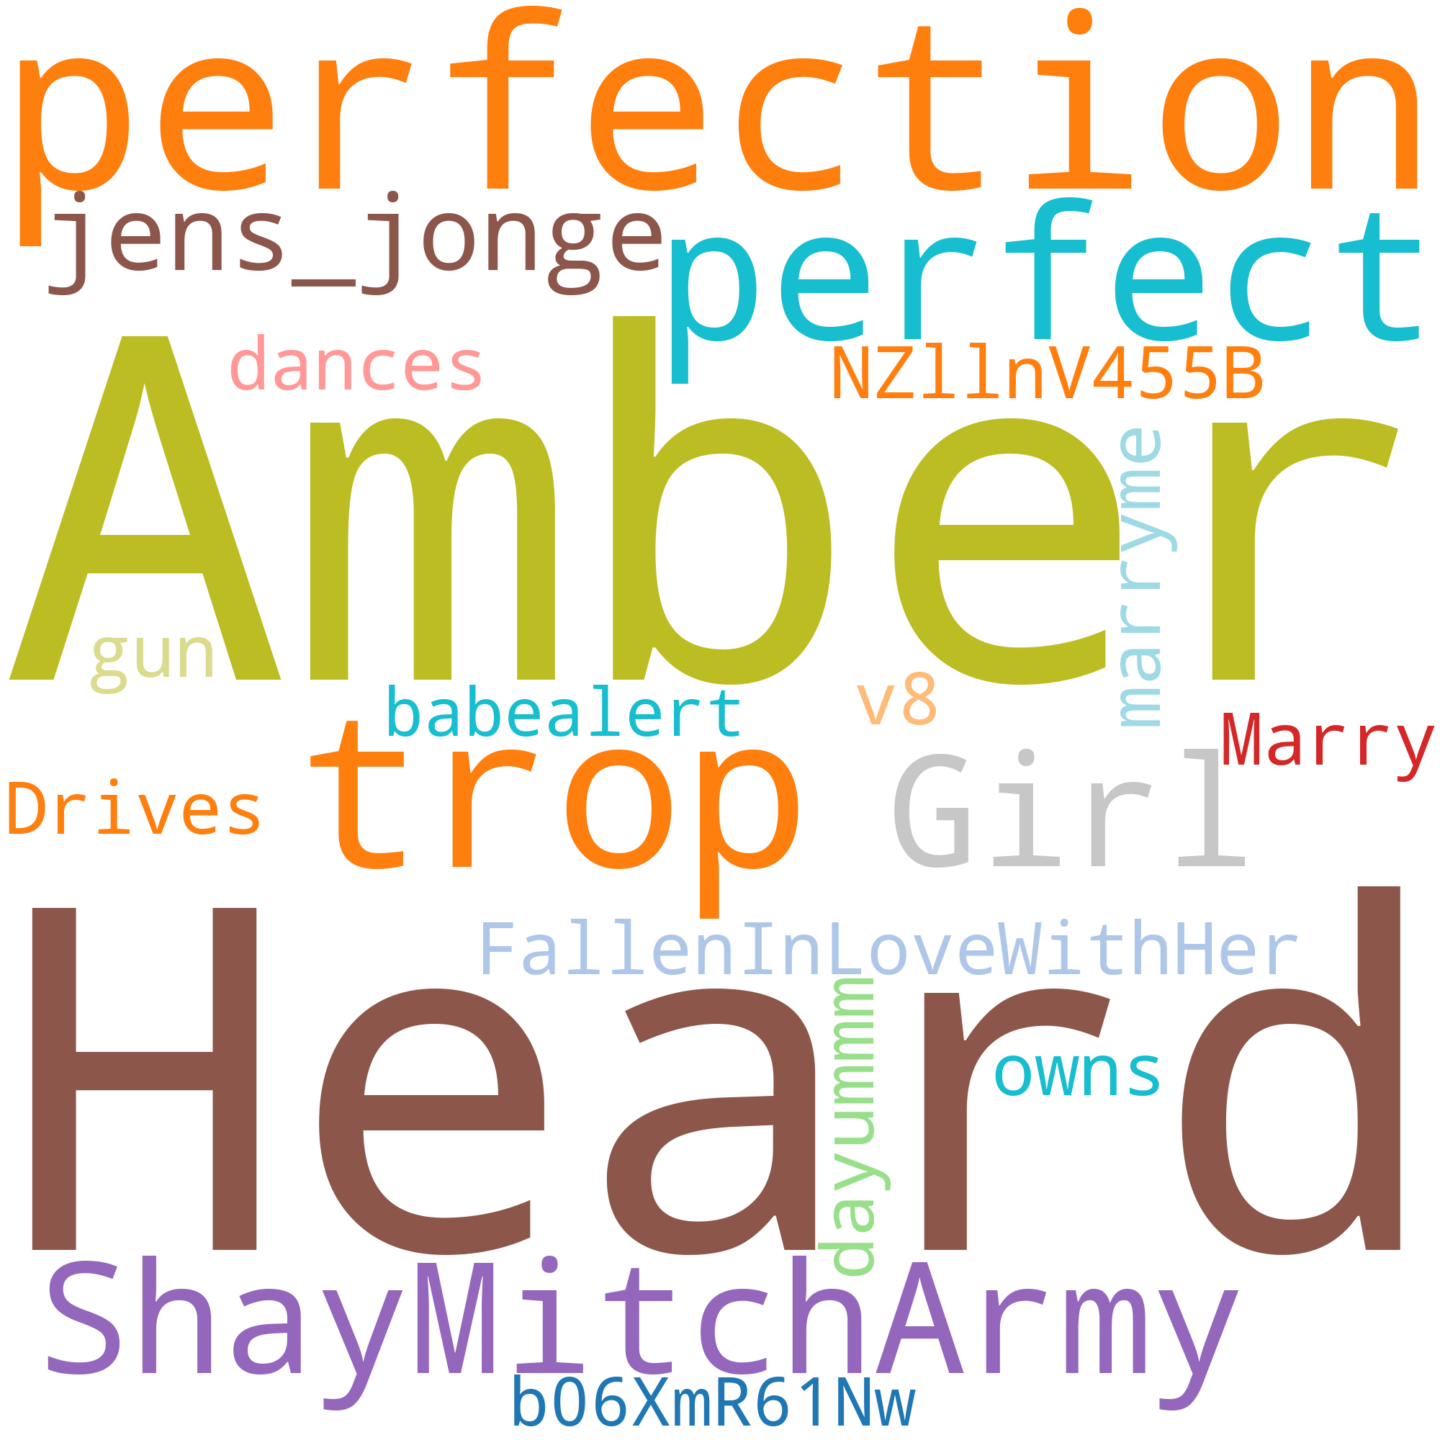 perfection
jens_jonge
perfect
dances
NZllnV455B
Amber
marryme
gun
babealert
v8
Marry
trop
Girl
Drives
Heard
FallenInLoveWithHer
dayummm
owns
ShayMitchArmy
b06XmR61Nw